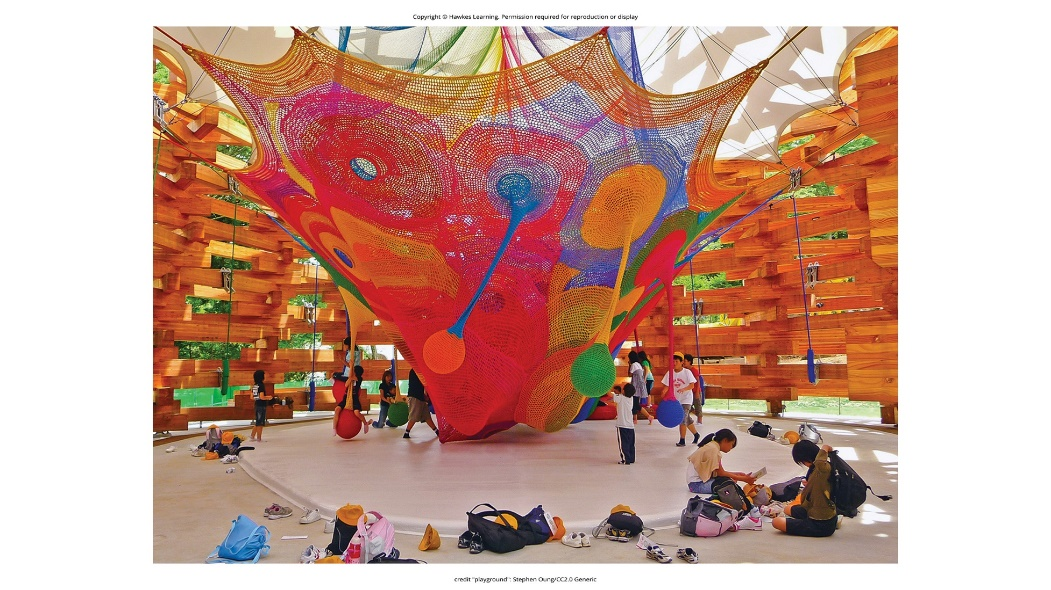 Copyright © Hawkes Learning. Permission required for reproduction or display
credit "playground": Stephen Oung/CC2.0 Generic